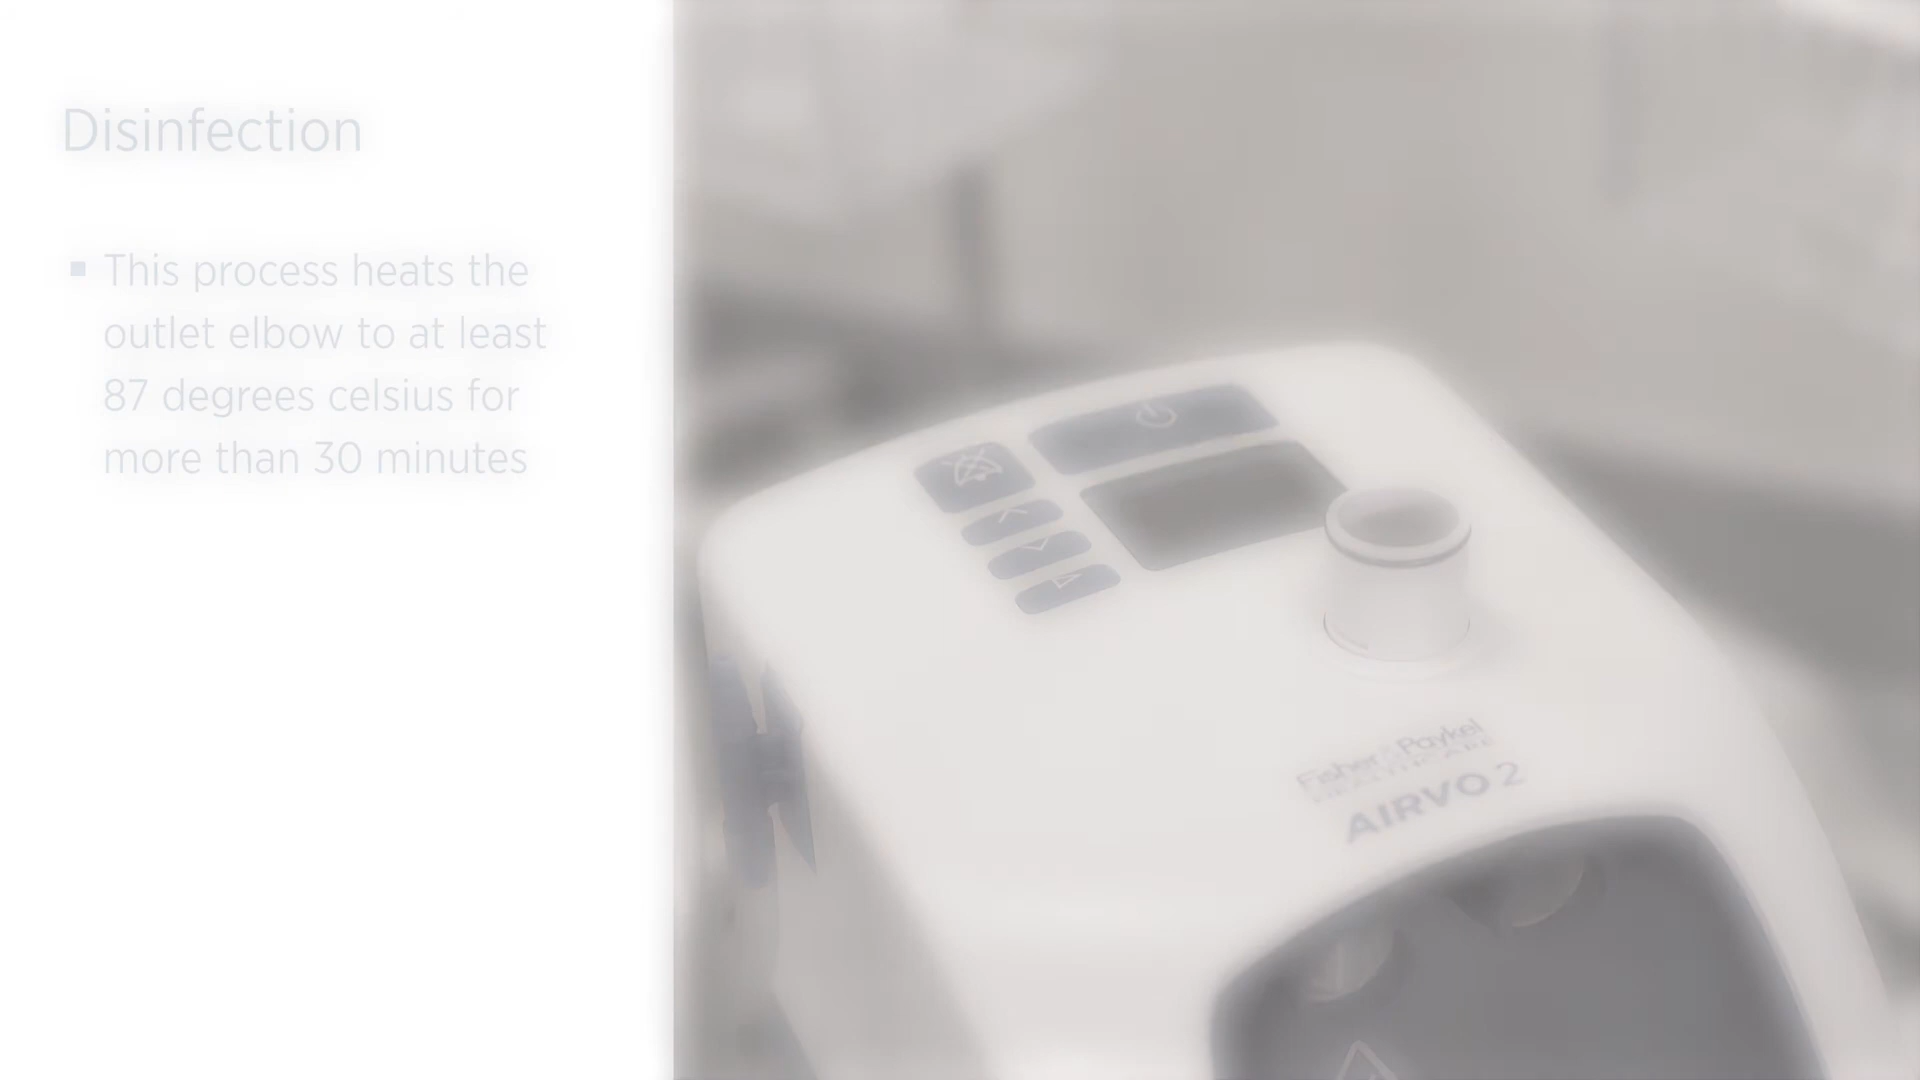 Disinfection
▪ This process heats the
outlet elbow to at least
87 degrees celsius for
more than 30 minutes
Fisher & Paykel
HEALTHCARE
AIRVO 2